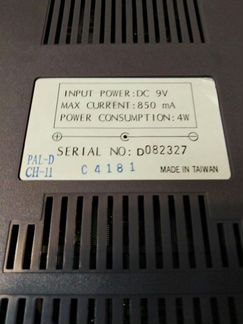 INPUT POWER:DC 9V
MAX CURRENT:850 mA
POWER CONSUMPTION:4W
SERIAL NO: D082327
PAL-D
CH-11
C4181
MADE IN TAIWAN